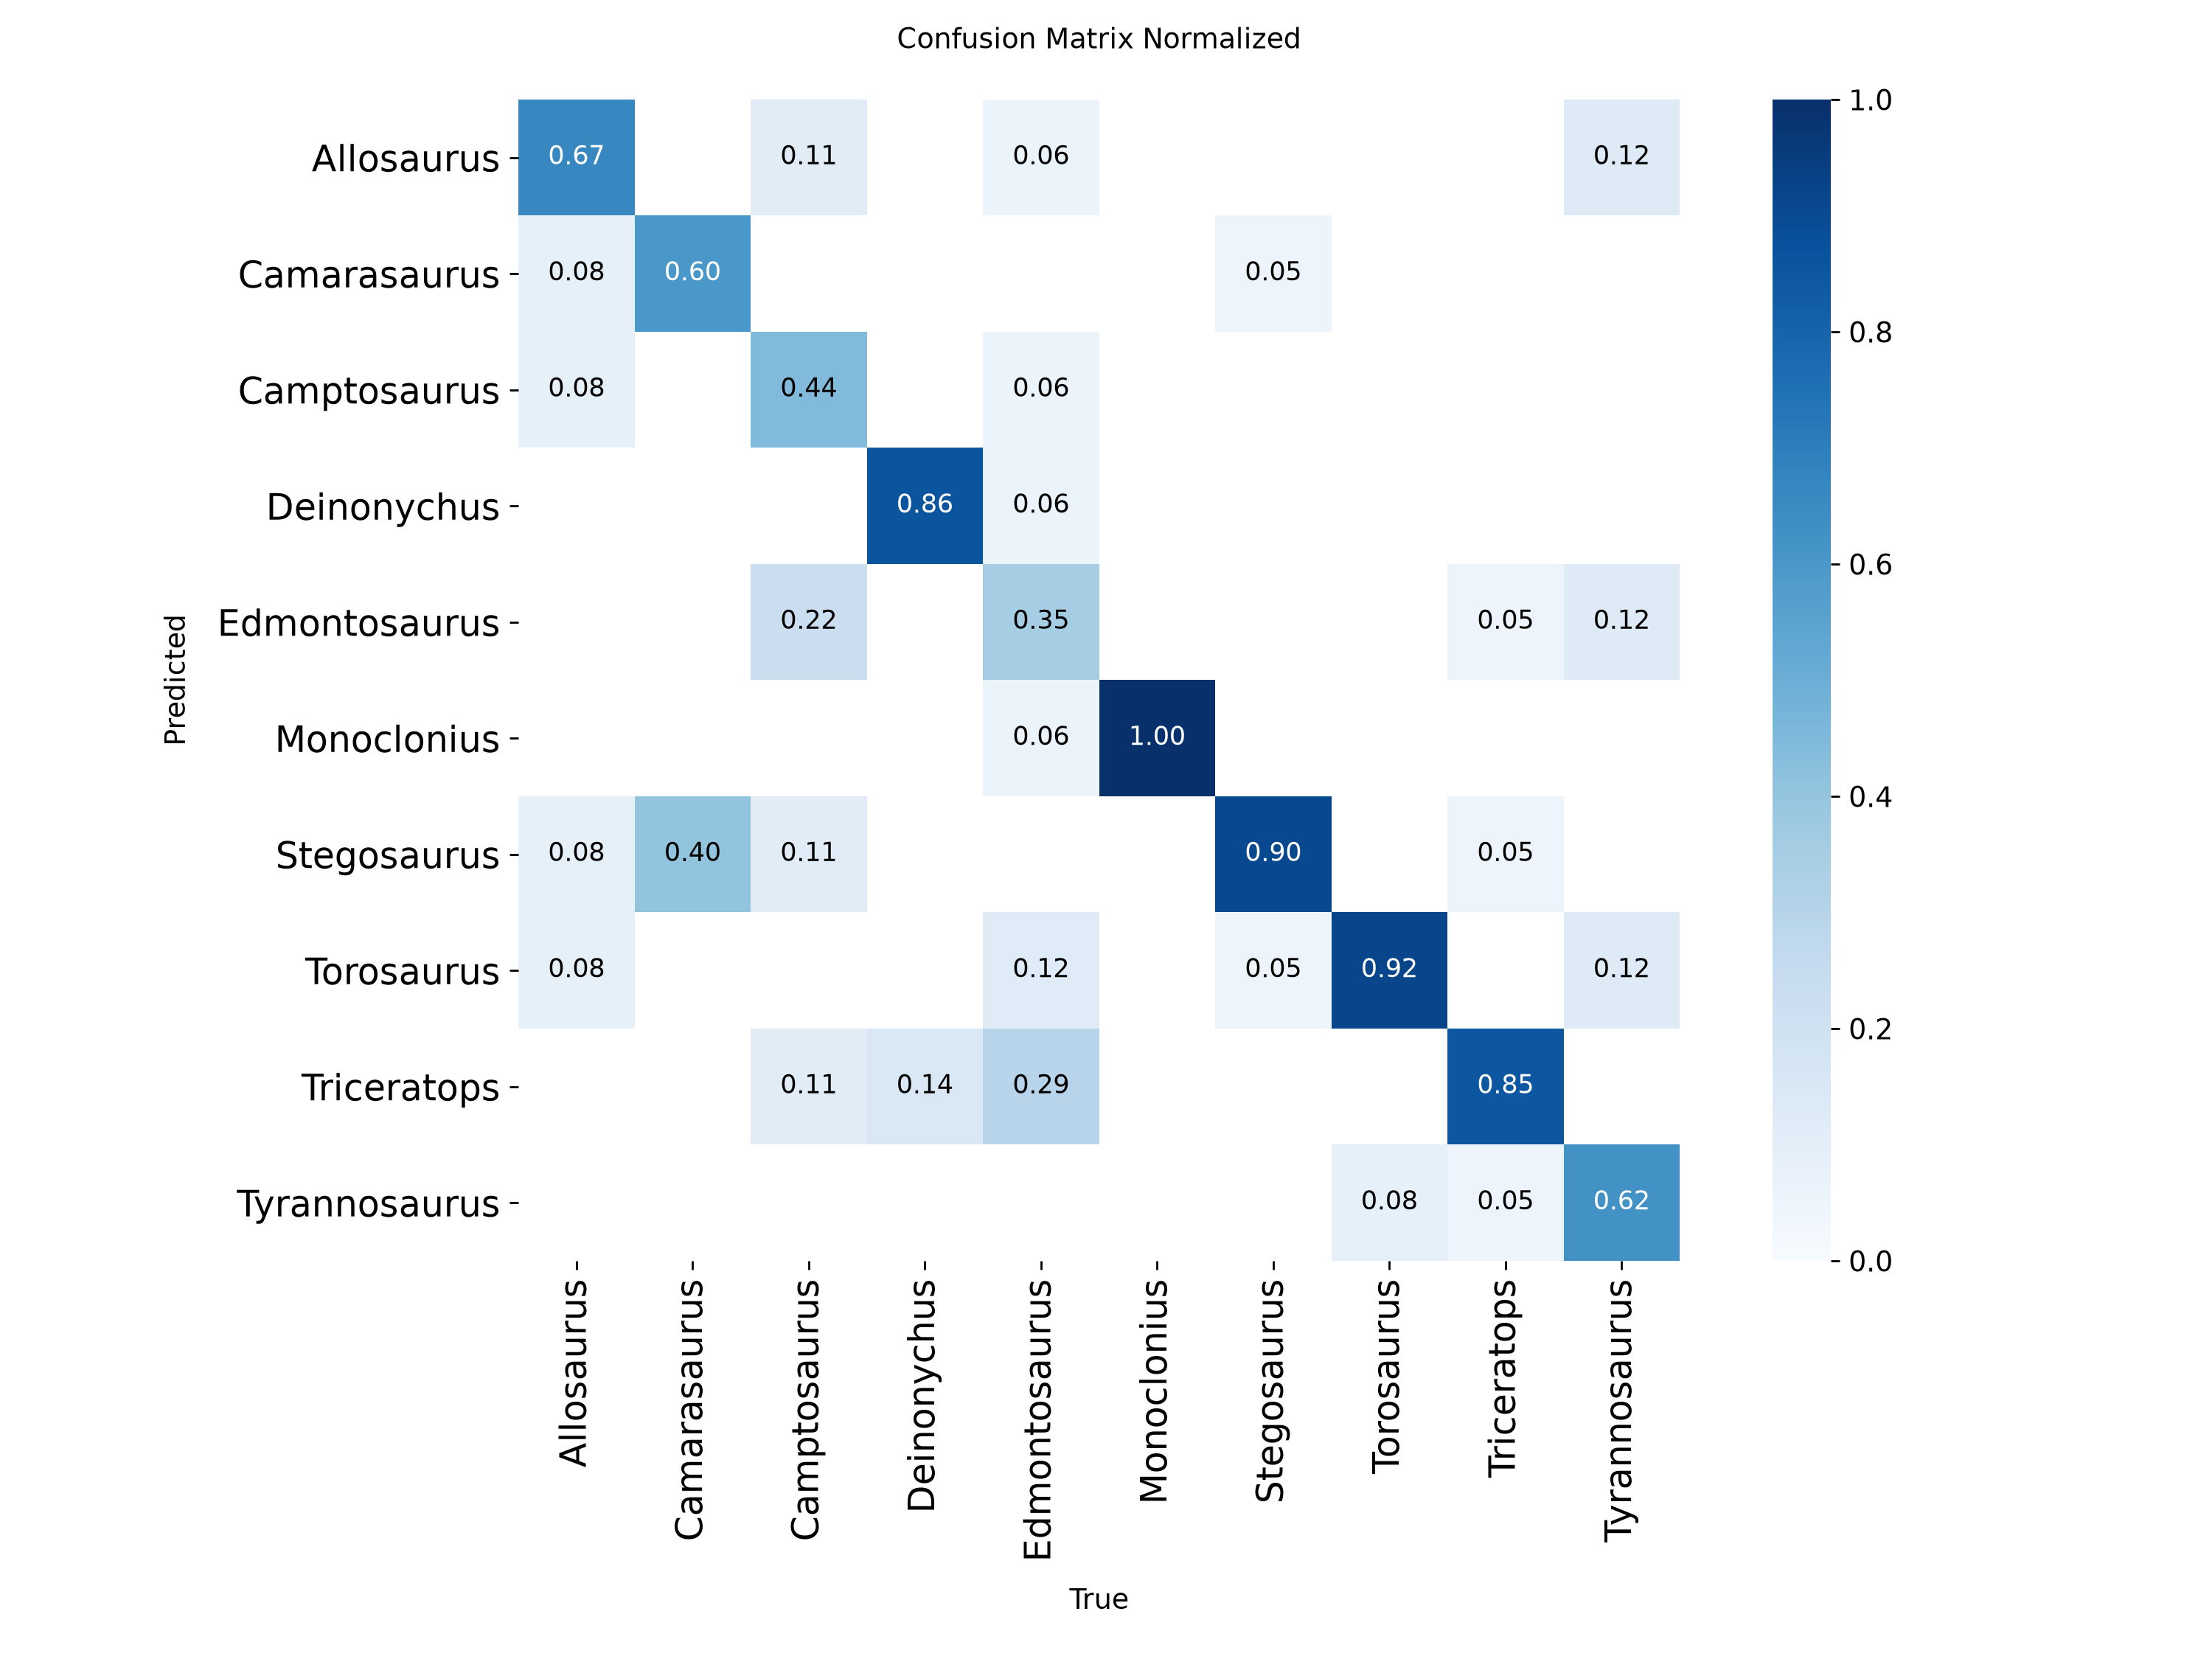 Confusion Matrix Normalized
Allosaurus 0.67 0.11 0.06 0.12
Camarasaurus 0.08 0.60 0.05
Camptosaurus 0.08 0.44 0.06
Deinonychus 0.86 0.06
Edmontosaurus 0.22 0.35 0.05 0.12
Monoclonius 0.06 1.00
Stegosaurus 0.08 0.40 0.11 0.90 0.05
Torosaurus 0.08 0.12 0.05 0.92 0.12
Triceratops 0.11 0.14 0.29 0.85
Tyrannosaurus 0.08 0.05 0.62
Predicted
Allosaurus
Camarasaurus
Camptosaurus
Deinonychus
Edmontosaurus
Monoclonius
Stegosaurus
Torosaurus
Triceratops
Tyrannosaurus
True
1.0
0.8
0.6
0.4
0.2
0.0